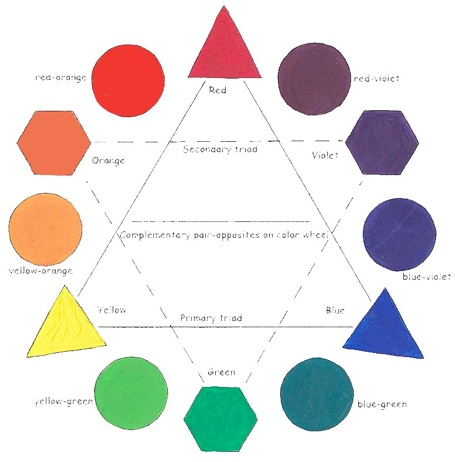 red-orange
Red
red-violet
Orange
Secondary triad
Violet
Complementary pair-opposites on color wheel
yellow-orange
blue-violet
Yellow
Primary triad
Blue
Green
yellow-green
blue-green